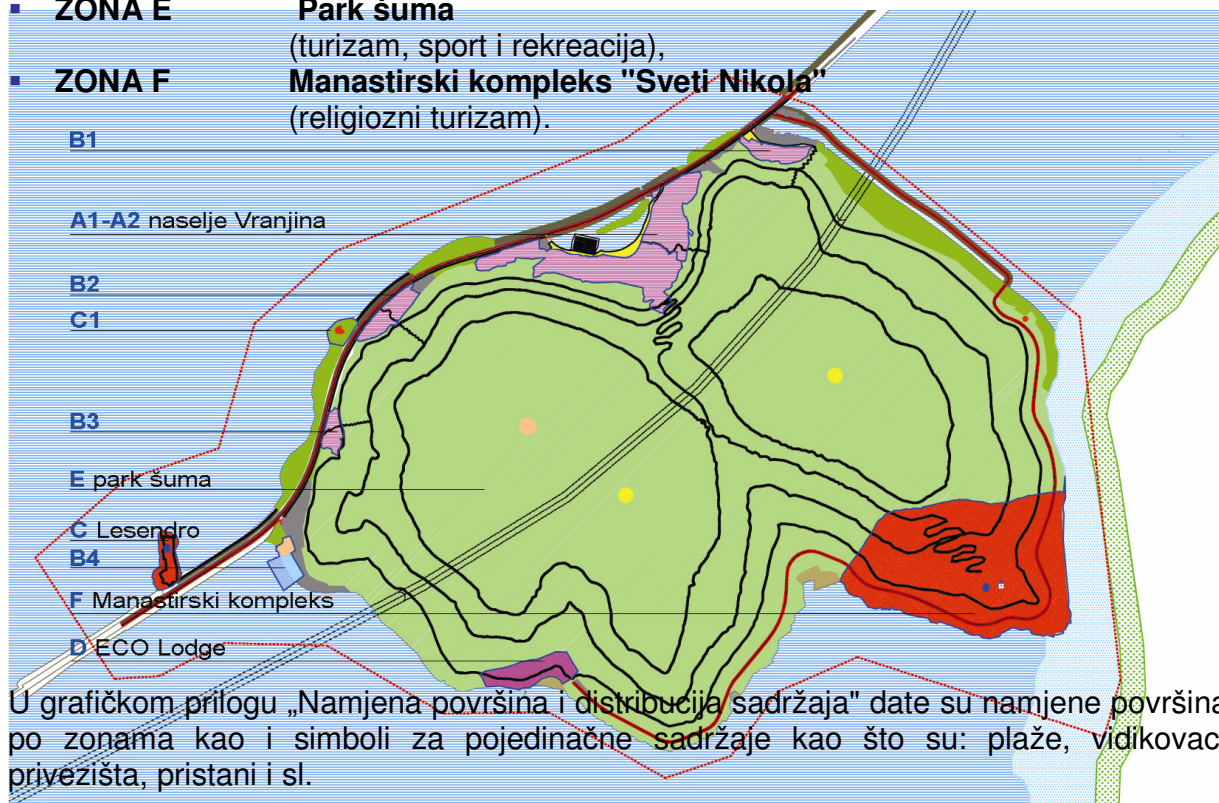 ▪ ZONA E Park šuma
(turizam, sport i rekreacija),
▪ ZONA F Manastirski kompleks "Sveti Nikola"
(religiozni turizam).
B1
A1-A2 naselje Vranjina
B2
C1
B3
E park šuma
C Lesendro
B4
F Manastirski kompleks
D ECO Lodge
U grafičkom prilogu „Namjena površina i distribucija sadržaja" date su namjene površina
po zonama kao i simboli za pojedinačne sadržaje kao što su: plaže, vidikovac
privezišta, pristani i sl.